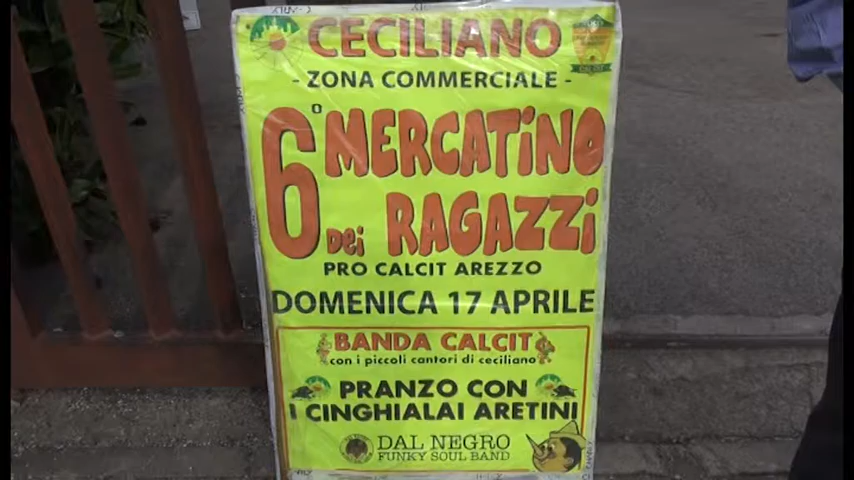 CECILIANO
- ZONA COMMERCIALE -
6° MERCATINO
DEI RAGAZZI
PRO CALCIT AREZZO
DOMENICA 17 APRILE
BANDA CALCIT
con i piccoli cantori di ceciliano
PRANZO CON
I CINGHIALAI ARETINI
DAL NEGRO
FUNKY SOUL BAND